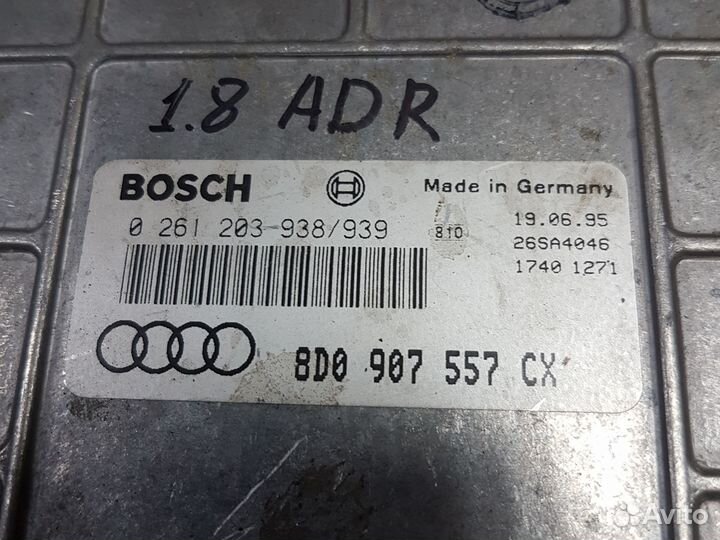 1.8 ADR
BOSCH
Made in Germany
0 261 203-938/939
810
19.06.95
26SA4046
1740 1271
8D0 907 557 CX
Avito